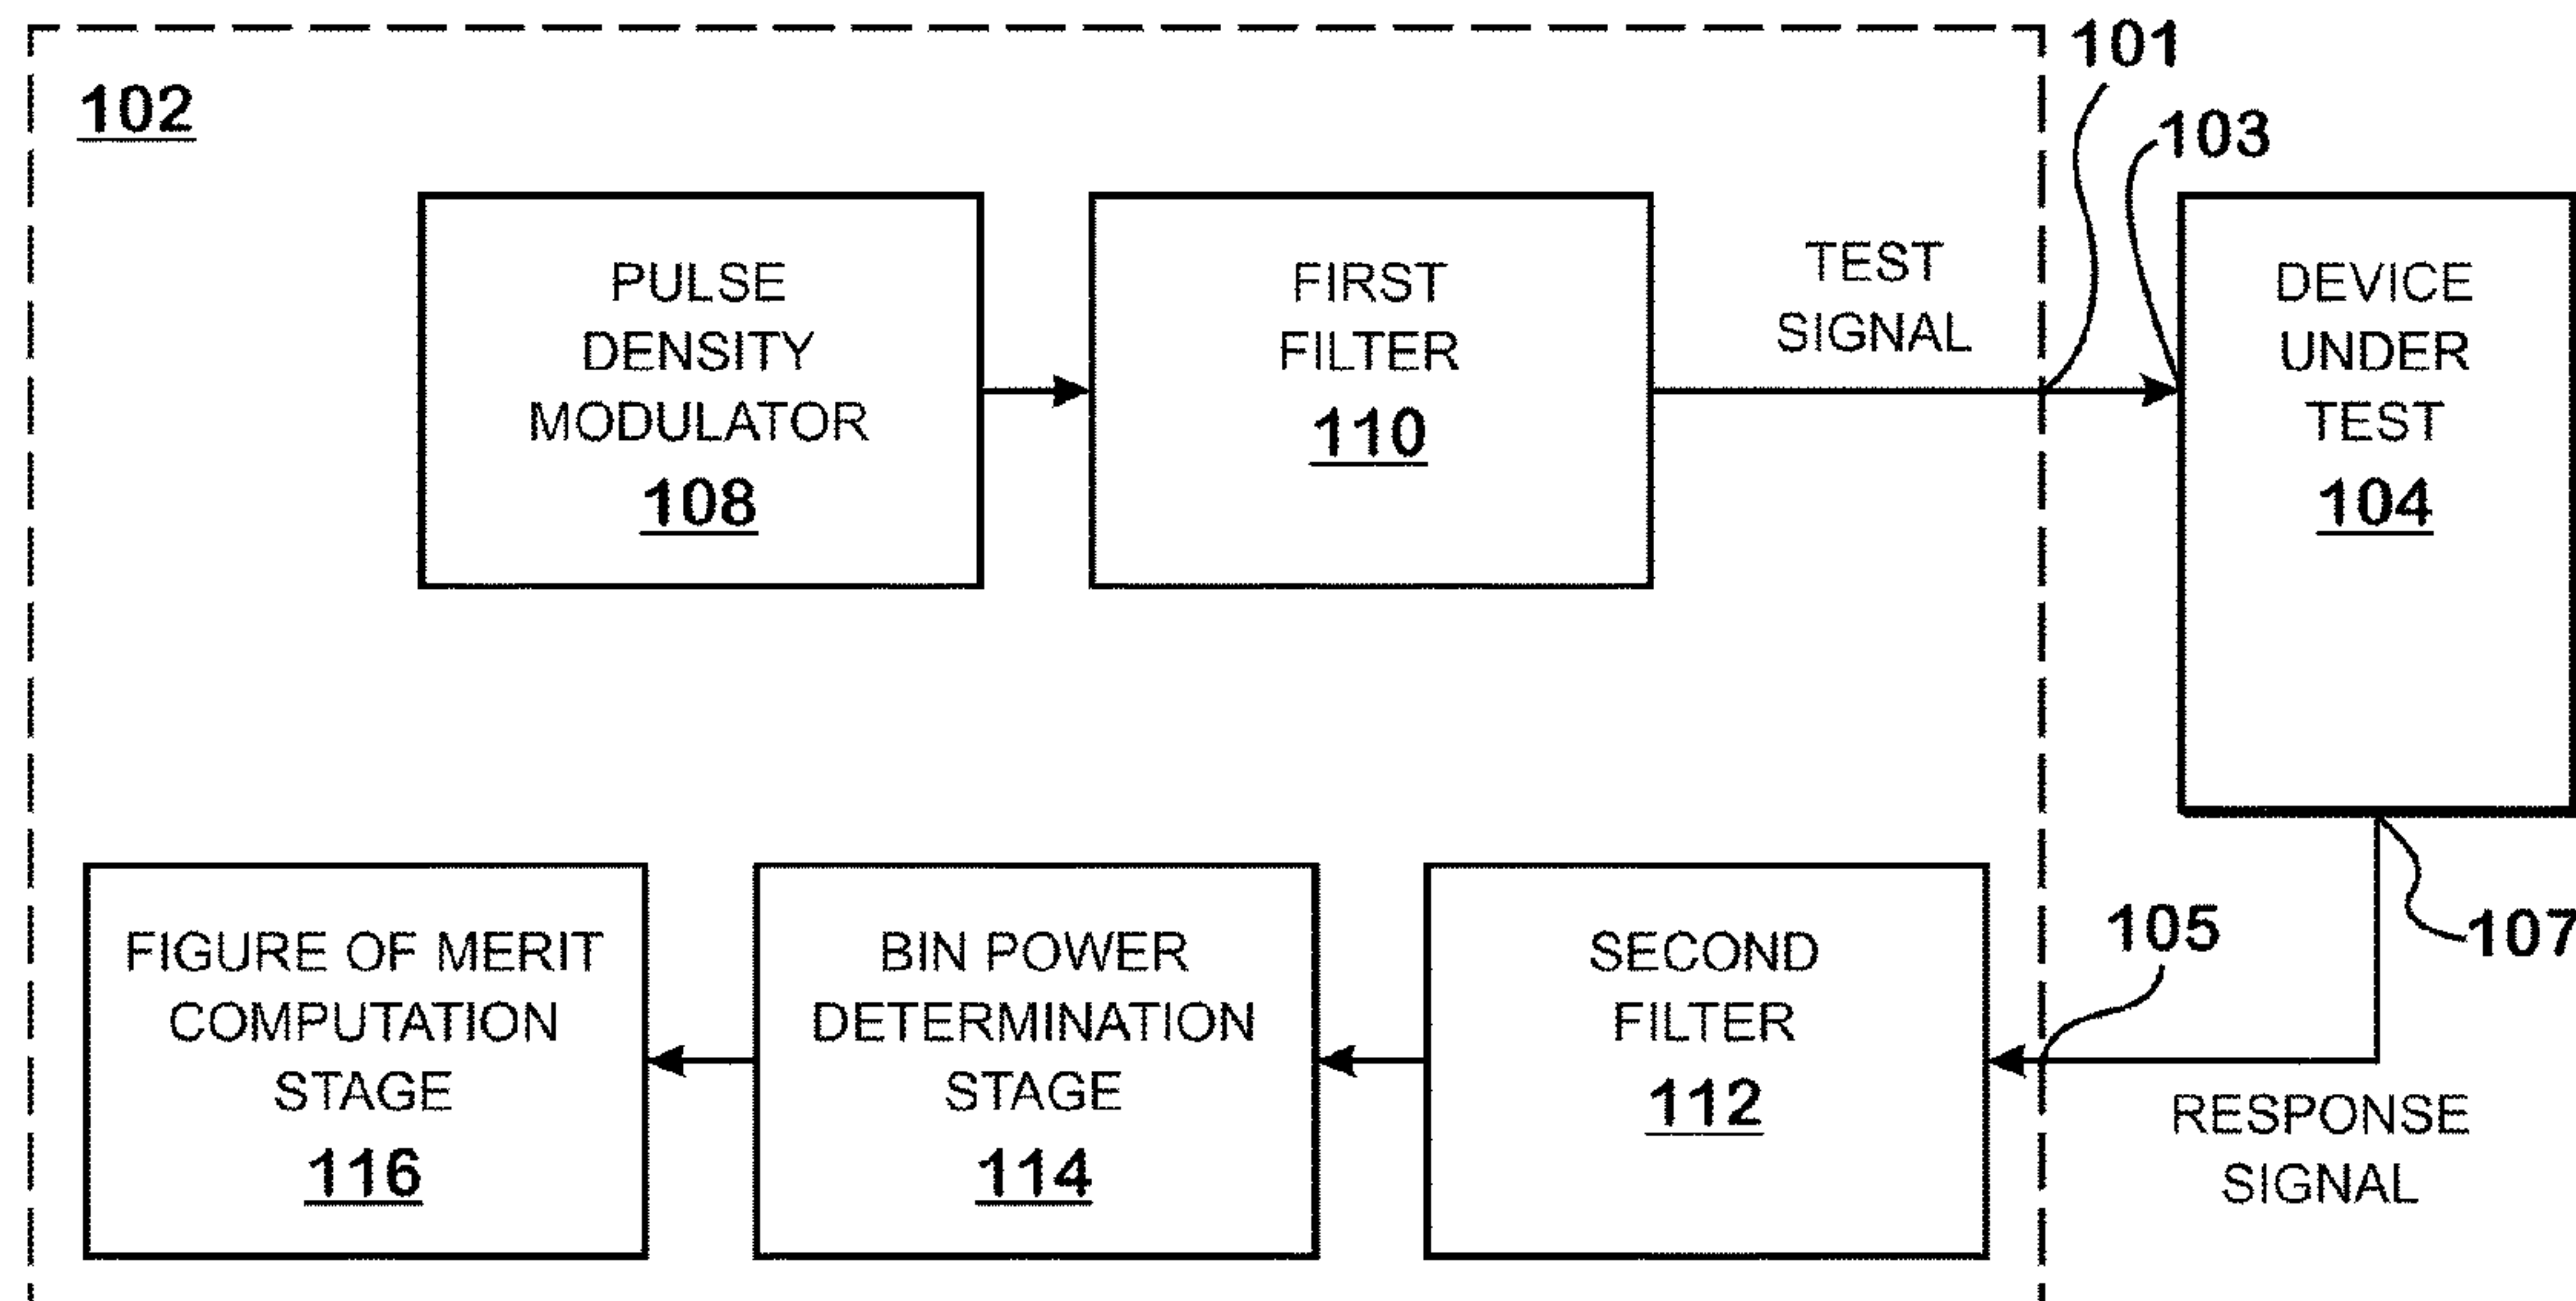 102
101
103
PULSE
DENSITY
MODULATOR
108
FIRST
FILTER
110
TEST
SIGNAL
DEVICE
UNDER
TEST
104
FIGURE OF MERIT
COMPUTATION
STAGE
116
BIN POWER
DETERMINATION
STAGE
114
SECOND
FILTER
112
105
107
RESPONSE
SIGNAL